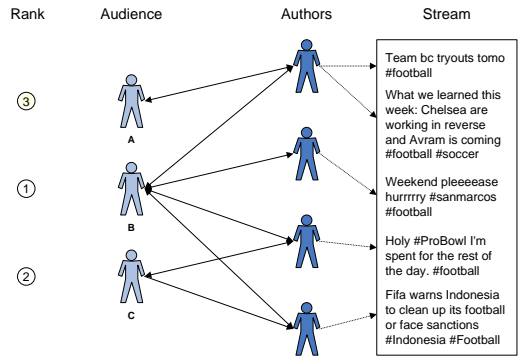 Rank Audience Authors Stream
Team bc tryouts tomo
#football
What we learned this
week: Chelsea are
working in reverse
and Avram is coming
#football #soccer
Weekend pleeeease
hurrrrry #sanmarcos
#football
Holy #ProBowl I'm
spent for the rest of
the day. #football
Fifa warns Indonesia
to clean up its football
or face sanctions
#Indonesia #Football
3
A
1
B
2
C